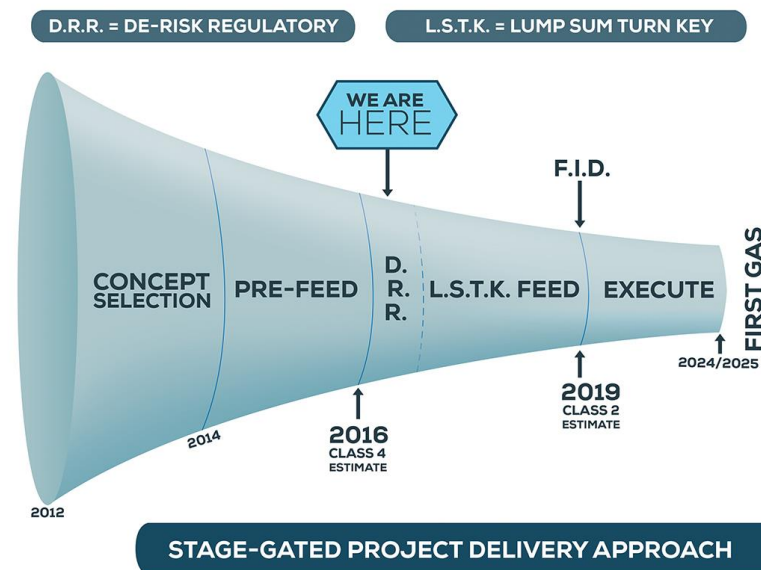 D.R.R. = DE-RISK REGULATORY
L.S.T.K. = LUMP SUM TURN KEY
WE ARE
HERE
F.I.D.
CONCEPT
SELECTION
PRE-FEED
D.
R.
R.
L.S.T.K. FEED
EXECUTE
FIRST GAS
2012
2014
2016
CLASS 4
ESTIMATE
2019
CLASS 2
ESTIMATE
2024/2025
STAGE-GATED PROJECT DELIVERY APPROACH